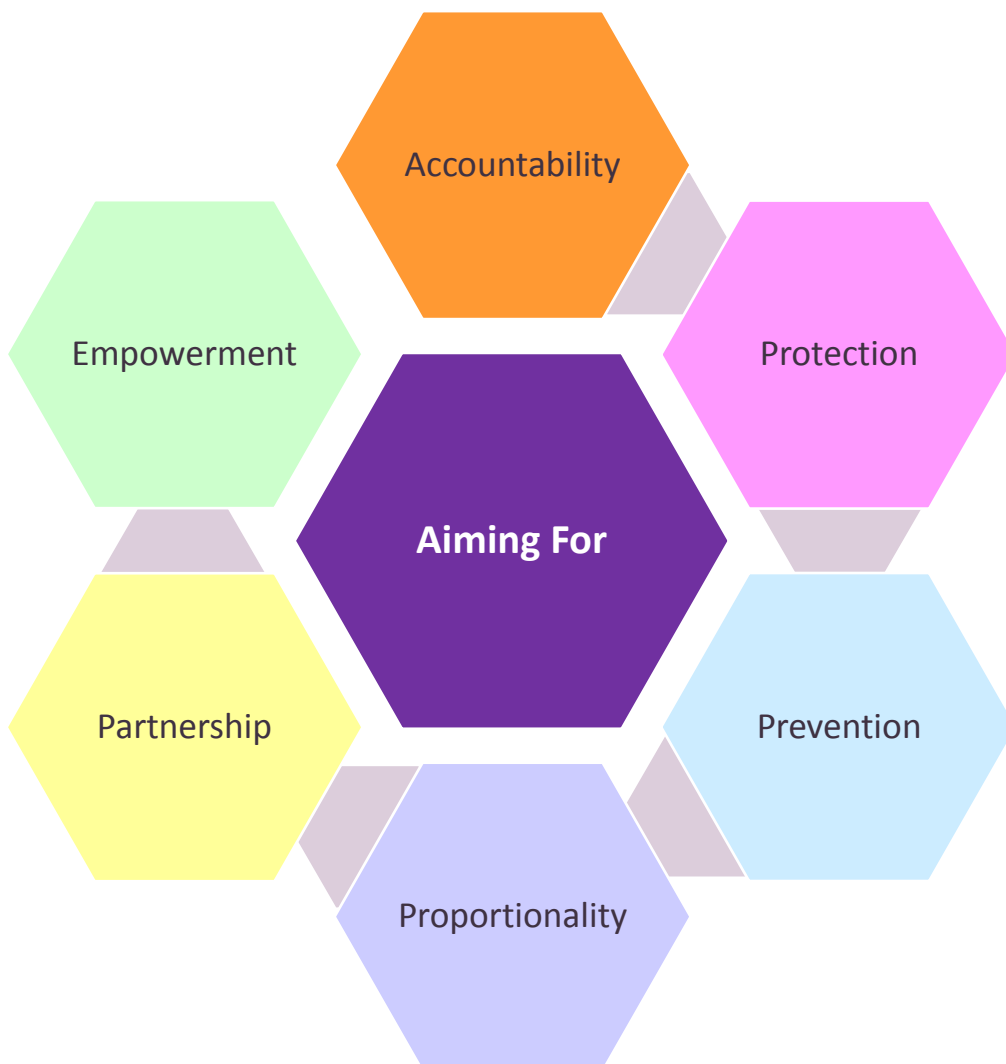 Accountability
Empowerment
Protection
Aiming For
Partnership
Prevention
Proportionality